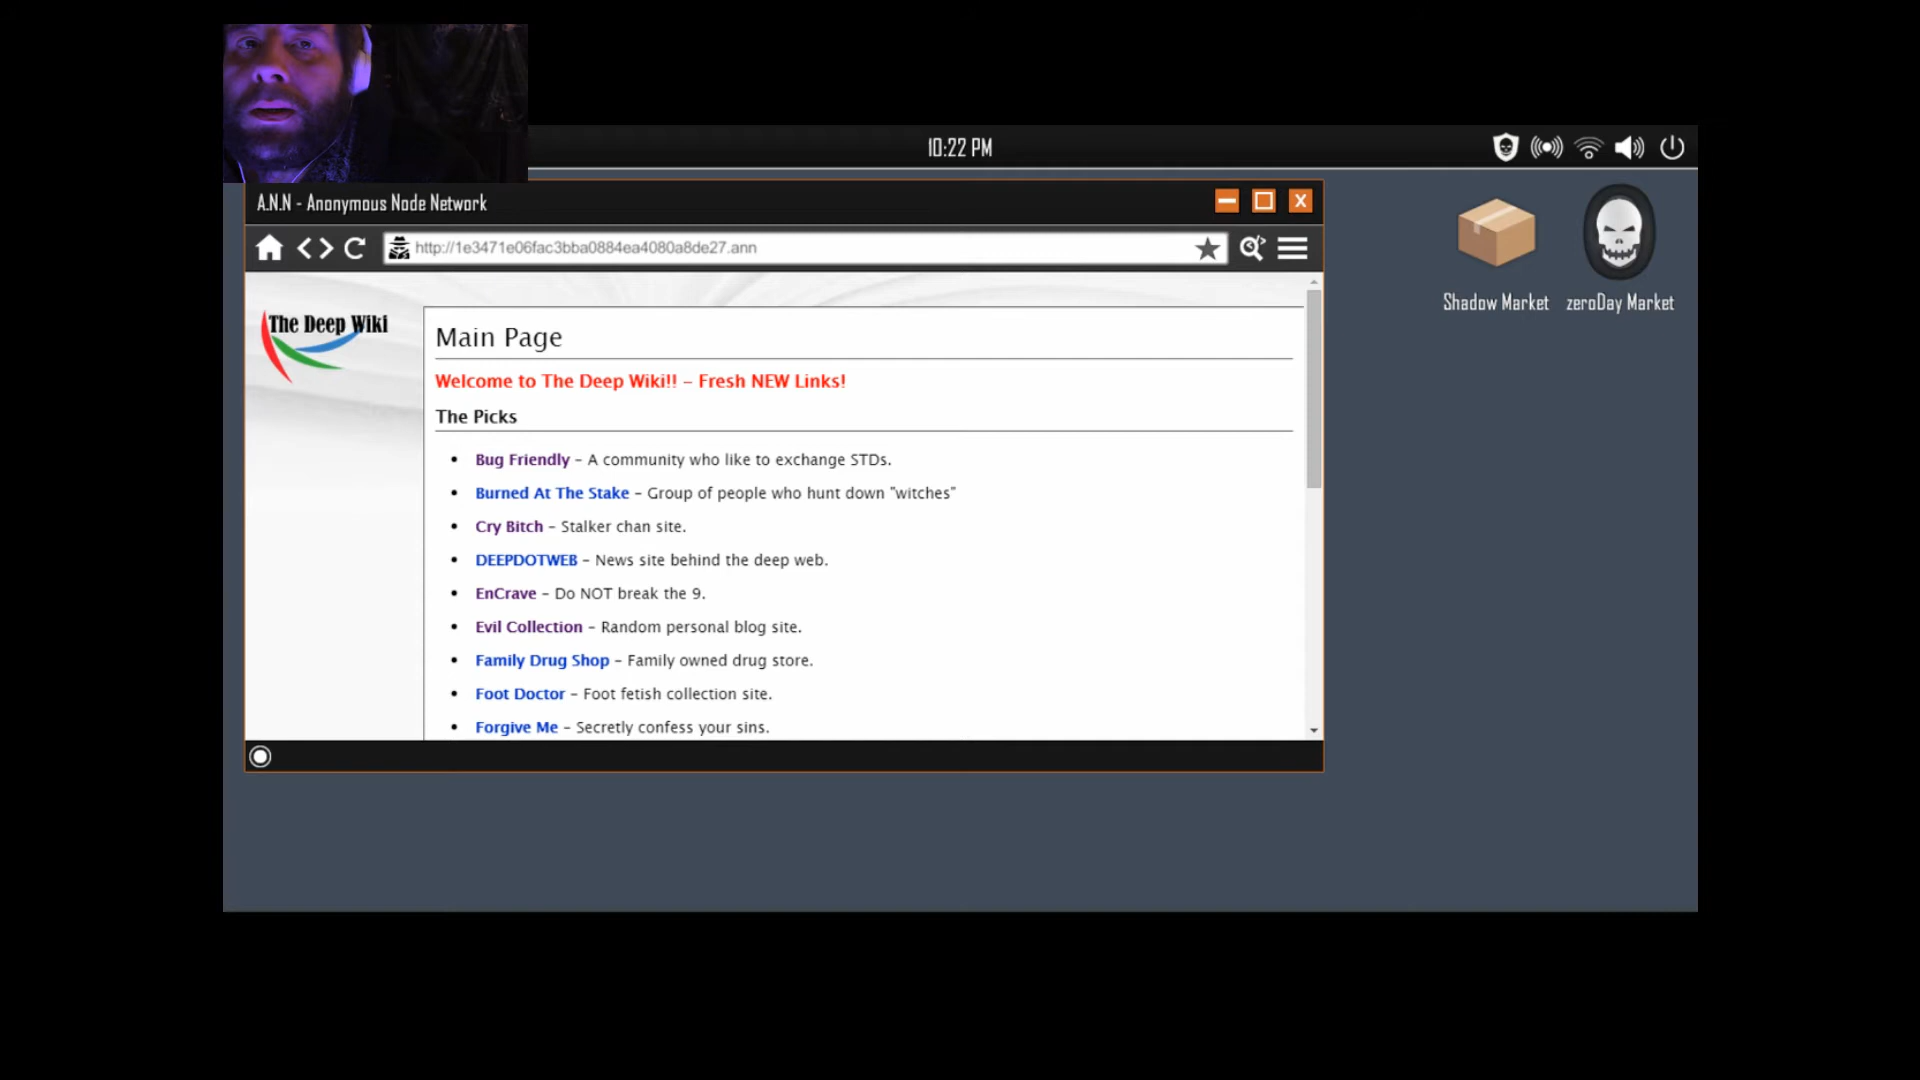 10:22 PM
A.N.N - Anonymous Node Network
http://1e3471e06fac3bba0884ea4080a8de27.ann
Shadow Market
zeroDay Market
The Deep Wiki
Main Page
Welcome to The Deep Wiki!! – Fresh NEW Links!
The Picks
• Bug Friendly – A community who like to exchange STDs.
• Burned At The Stake – Group of people who hunt down "witches"
• Cry Bitch – Stalker chan site.
• DEEPDOTWEB – News site behind the deep web.
• EnCrave – Do NOT break the 9.
• Evil Collection – Random personal blog site.
• Family Drug Shop – Family owned drug store.
• Foot Doctor – Foot fetish collection site.
• Forgive Me – Secretly confess your sins.